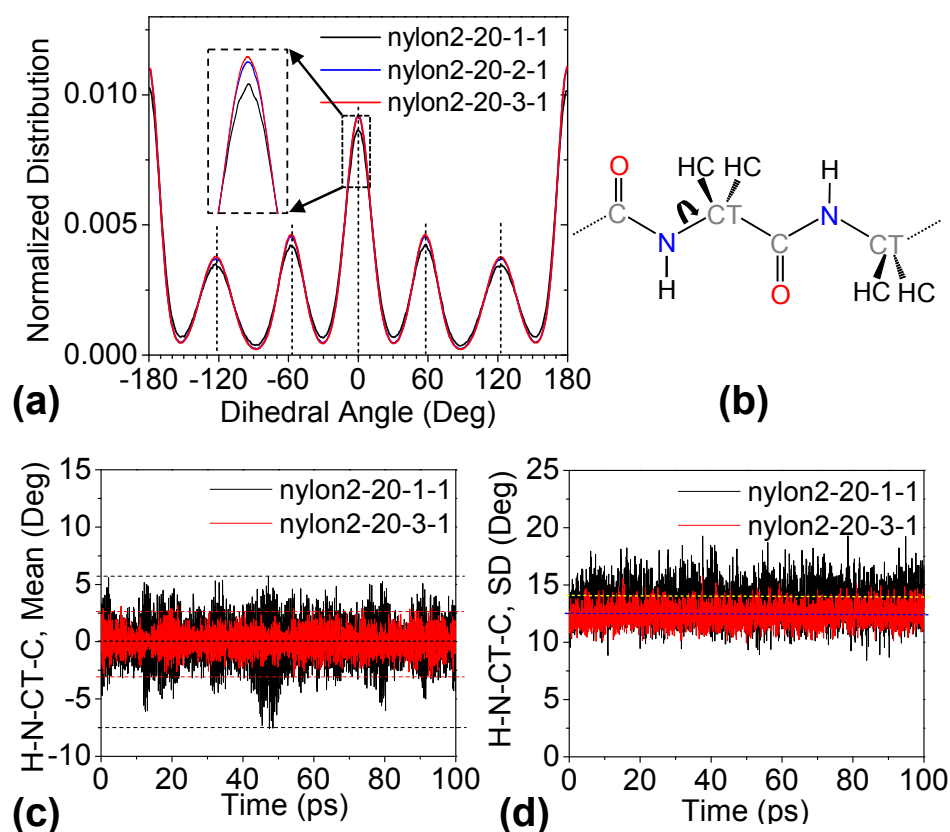 nylon2-20-1-1
nylon2-20-2-1
nylon2-20-3-1
Normalized Distribution
0.010
0.005
0.000
-180 -120 -60 0 60 120 180
Dihedral Angle (Deg)
(a)
O
C
N
H
HC HC
CT
C
O
H
N
CT
HC HC
(b)
H-N-CT-C, Mean (Deg)
15
10
5
0
-5
-10
nylon2-20-1-1
nylon2-20-3-1
0 20 40 60 80 100
Time (ps)
(c)
H-N-CT-C, SD (Deg)
25
20
15
10
5
0
nylon2-20-1-1
nylon2-20-3-1
0 20 40 60 80 100
Time (ps)
(d)